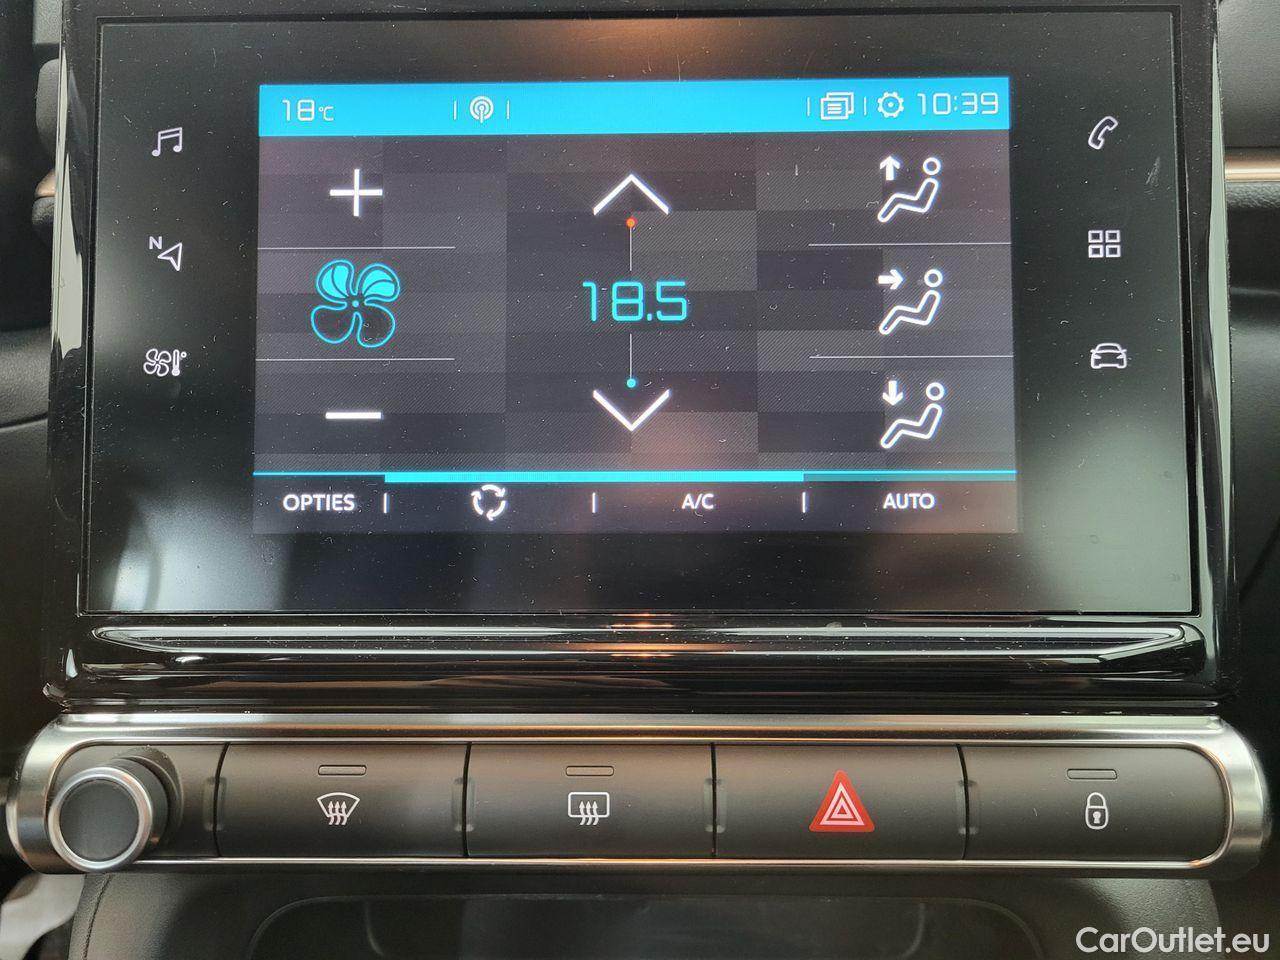 18°C 10:39
N
18.5
OPTIES A/C AUTO
CarOutlet.eu